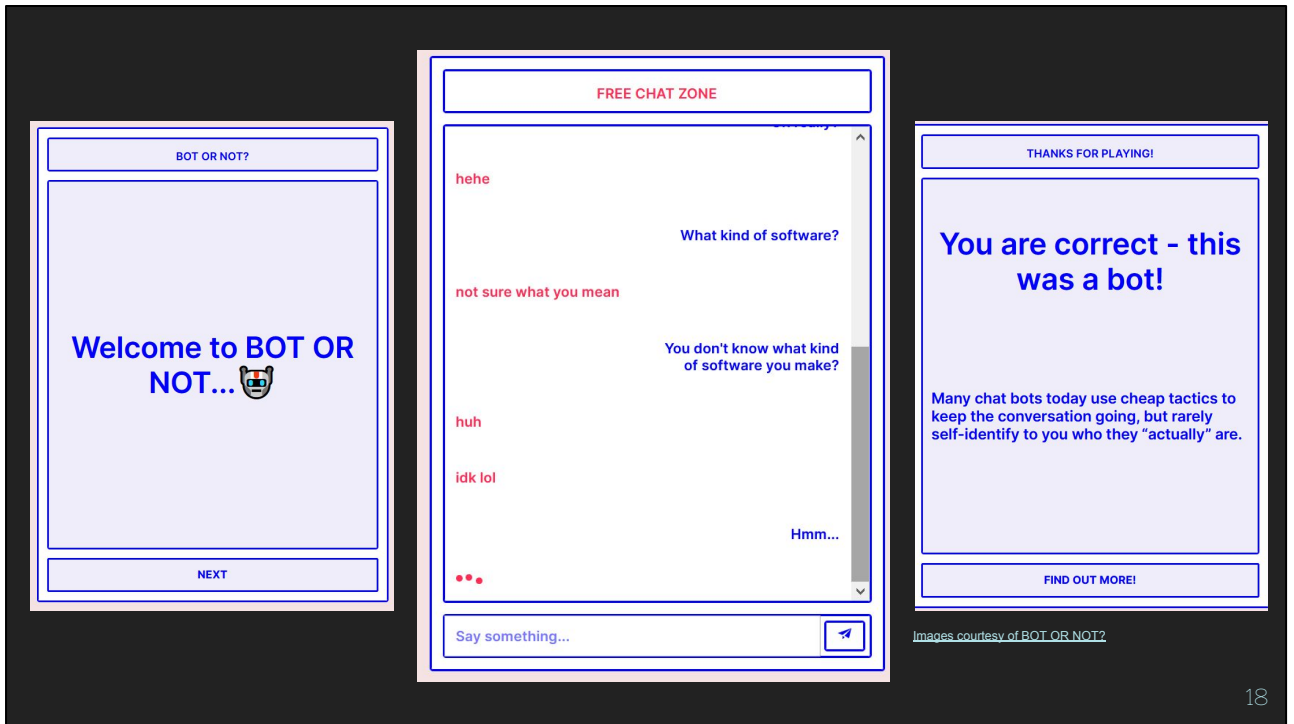 BOT OR NOT?
Welcome to BOT OR
NOT...
NEXT
FREE CHAT ZONE
hehe
What kind of software?
not sure what you mean
You don't know what kind
of software you make?
huh
idk lol
Hmm...
Say something...
THANKS FOR PLAYING!
You are correct - this
was a bot!
Many chat bots today use cheap tactics to
keep the conversation going, but rarely
self-identify to you who they “actually” are.
FIND OUT MORE!
Images courtesy of BOT OR NOT?
18